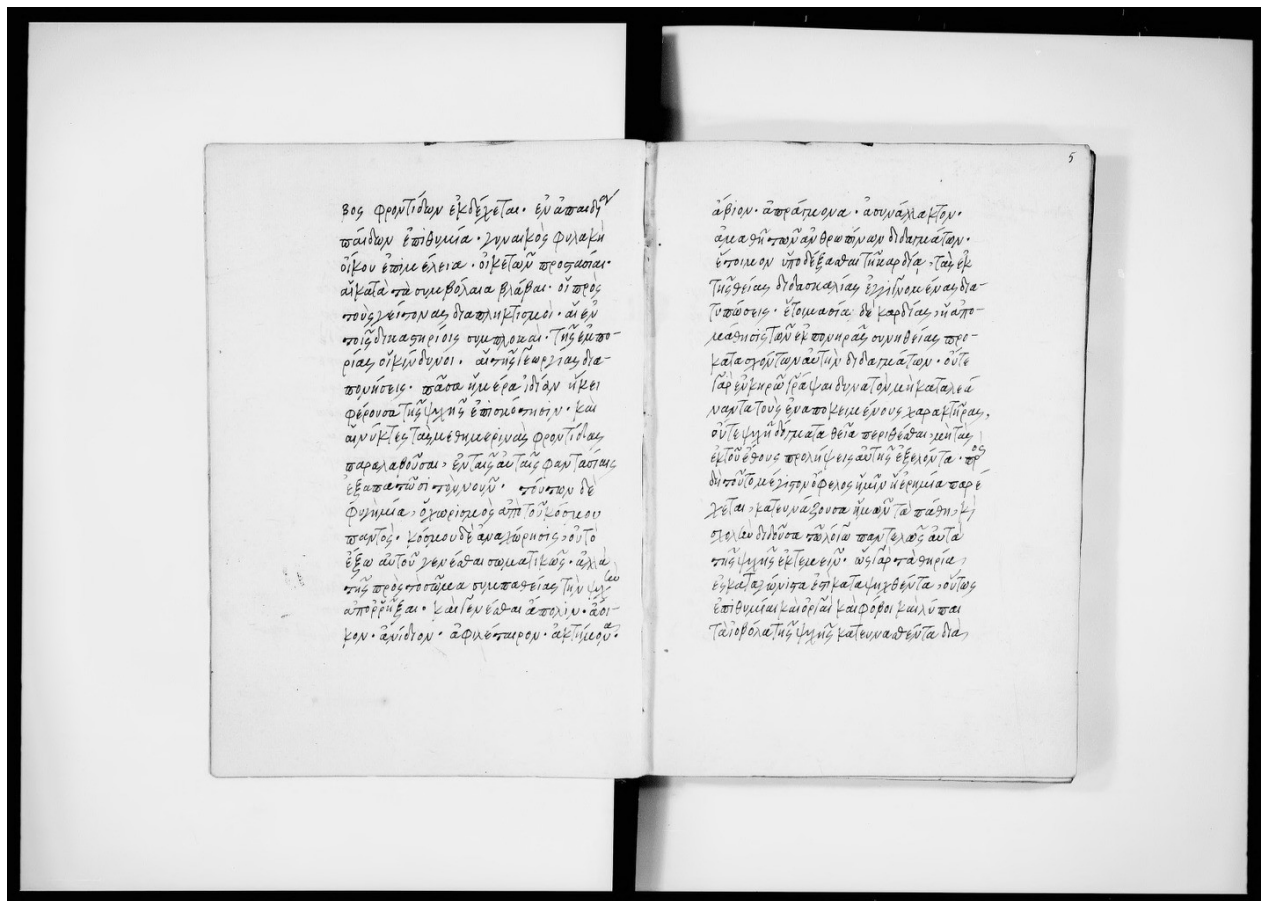 βος φροντίδων ἐκδέχεται· ἐν ἀπαιδίᾳ
παίδων ἐπιθυμία· γυναικὸς φυλακὴ
οἴκου ἐπιμέλεια· οἰκετῶν προστασίαι·
αἱ κατὰ τὰ συμβόλαια βλάβαι· οἱ πρὸς
τοὺς γείτονας διαπληκτισμοὶ· αἱ ἐν
τοῖς δικαστηρίοις συμπλοκαὶ· τῆς ἐμπο-
ρίας οἱ κίνδυνοι· αἱ τῆς γεωργίας δια-
πονήσεις· πᾶσα ἡμέρα ἰδίαν ἥκει
φέρουσα τῆς ψυχῆς ἐπισκότησιν· καὶ
αἱ νύκτες τὰς μεθημερινὰς φροντίδας
παραλαβοῦσαι, ἐν ταῖς αὐταῖς φαντασίαις
ἐξαπατῶσι τὸν νοῦν· τούτων δὲ
φυγὴ μία, ὁ χωρισμὸς ἀπὸ τοῦ κόσμου
παντὸς· κόσμου δὲ ἀναχώρησις, οὐ τὸ
ἔξω αὐτοῦ γενέσθαι σωματικῶς· ἀλλὰ
τῆς πρὸς τὸ σῶμα συμπαθείας τὴν ψυχὴν
ἀπορρῆξαι· καὶ γενέσθαι ἄπολιν· ἄοι-
κον· ἀνίδιον· ἀφιλέταιρον· ἀκτήμονα·
5
ἄβιον· ἀπράγμονα· ἀσυνάλλακτον·
ἀμαθῆ τῶν ἀνθρωπίνων διδαγμάτων·
ἕτοιμον ὑποδέξασθαι τῇ καρδίᾳ, τὰς ἐκ
τῆς θείας διδασκαλίας ἐγγινομένας δια-
τυπώσεις· ἑτοιμασία δὲ καρδίας, ἡ ἀπο-
μάθησις τῶν ἐκ πονηρᾶς συνηθείας προ-
κατασχόντων αὐτὴν διδαγμάτων· οὔτε
γὰρ ἐν κηρῷ γράψαι δυνατὸν, μὴ καταλεά
ναντα τοὺς ἐναποκειμένους χαρακτῆρας,
οὔτε ψυχῇ δόγματα θεῖα περιθέσθαι, μὴ τὰς
ἐκ τοῦ ἔθους προλήψεις αὐτῆς ἐξελόντα· πρὸς
δὴ τοῦτο μέγιστον ὄφελος ἡμῖν ἡ ἐρημία παρέ
χεται, κατευνάζουσα ἡμῶν τὰ πάθη, καὶ
σχολὴν διδοῦσα τῷ λόγῳ παντελῶς αὐτὰ
τῆς ψυχῆς ἐκτεμεῖν· ὡς γὰρ τὰ θηρία,
εὐκαταγώνιστα ἐστὶ καταψηχθέντα, οὕτως
ἐπιθυμίαι καὶ ὀργαὶ καὶ φόβοι καὶ λύπαι
τὰ ἰοβόλα τῆς ψυχῆς κατευνασθέντα διὰ